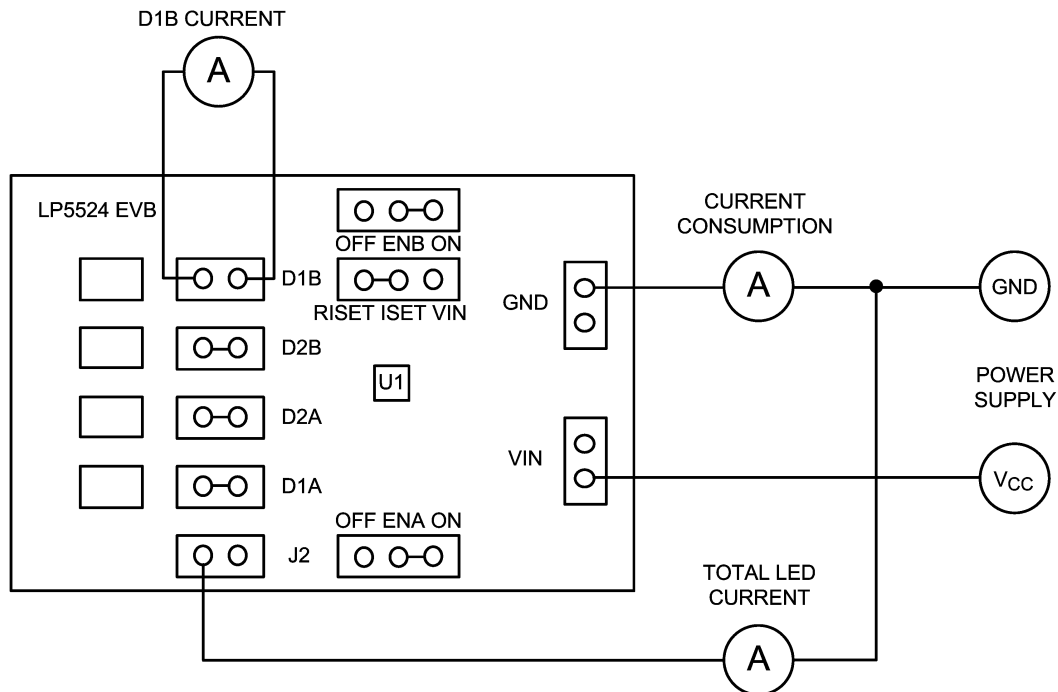 D1B CURRENT
A
LP5524 EVB
OFF ENB ON
D1B
RISET ISET VIN
D2B
U1
D2A
D1A
OFF ENA ON
J2
GND
VIN
CURRENT
CONSUMPTION
A
GND
POWER
SUPPLY
VCC
TOTAL LED
CURRENT
A